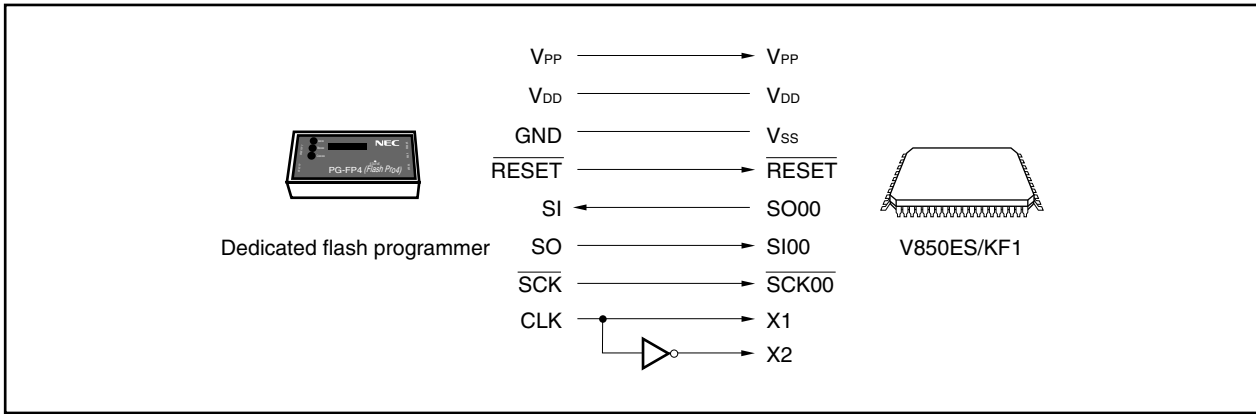 VPP VPP
VDD VDD
GND VSS
RESET RESET
SI SO00
SO SI00
SCK SCK00
CLK X1
X2
NEC
PG-FP4 (Flash Pro4)
Dedicated flash programmer
V850ES/KF1